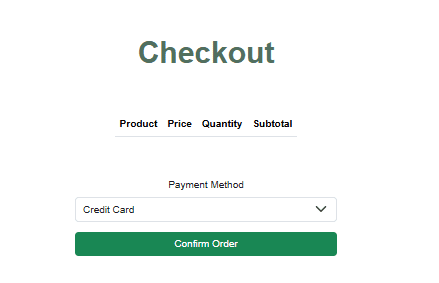 Checkout
Product Price Quantity Subtotal
Payment Method
Credit Card
Confirm Order